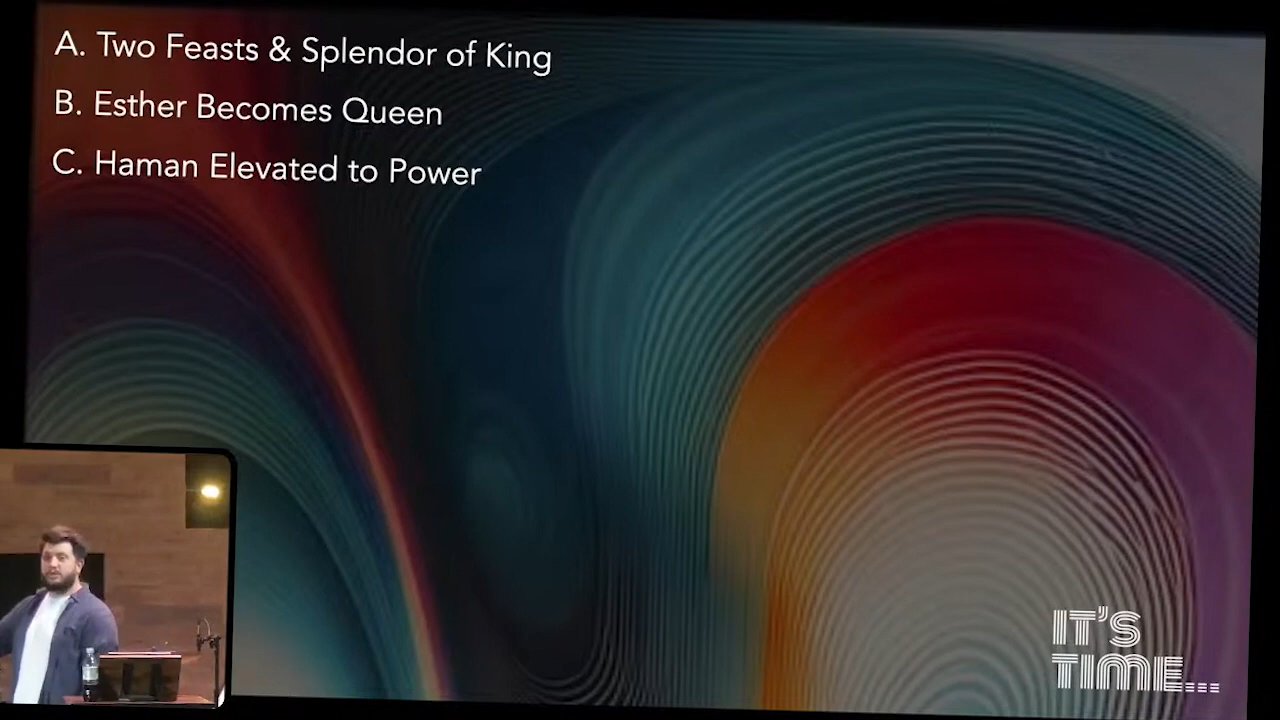 A. Two Feasts & Splendor of King
B. Esther Becomes Queen
C. Haman Elevated to Power
IT'S
TIME...